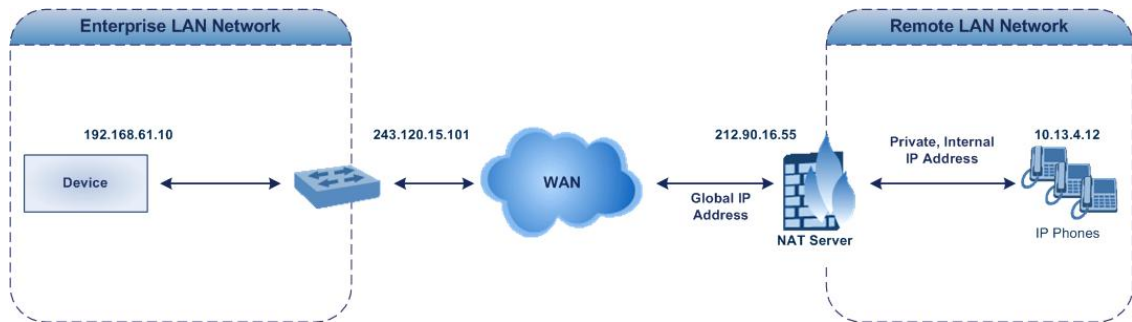 Enterprise LAN Network
Remote LAN Network
192.168.61.10
243.120.15.101
212.90.16.55
Private, Internal
IP Address
10.13.4.12
Device
WAN
Global IP
Address
NAT Server
IP Phones